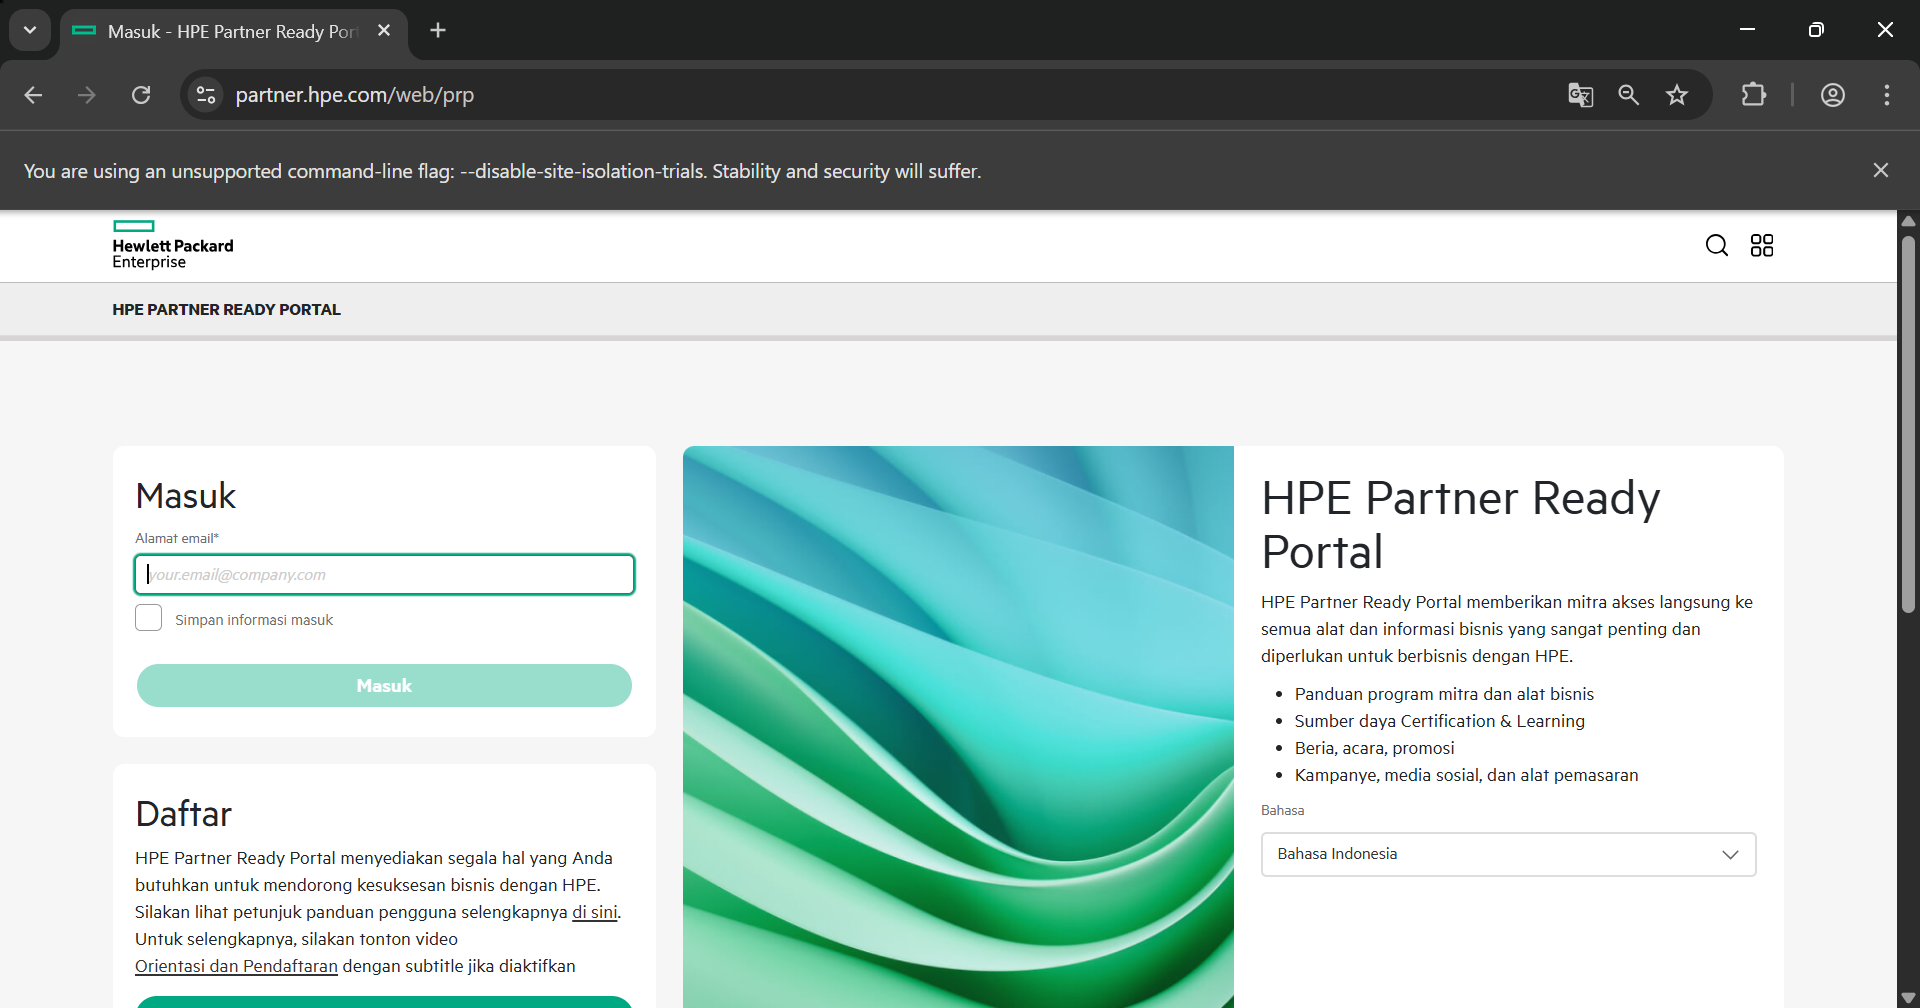 Masuk - HPE Partner Ready Por
partner.hpe.com/web/prp
You are using an unsupported command-line flag: --disable-site-isolation-trials. Stability and security will suffer.
Hewlett Packard
Enterprise
HPE PARTNER READY PORTAL
Masuk
Alamat email*
your.email@company.com
Simpan informasi masuk
Masuk
Daftar
HPE Partner Ready Portal menyediakan segala hal yang Anda
butuhkan untuk mendorong kesuksesan bisnis dengan HPE.
Silakan lihat petunjuk panduan pengguna selengkapnya di sini.
Untuk selengkapnya, silakan tonton video
Orientasi dan Pendaftaran dengan subtitle jika diaktifkan
HPE Partner Ready
Portal
HPE Partner Ready Portal memberikan mitra akses langsung ke
semua alat dan informasi bisnis yang sangat penting dan
diperlukan untuk berbisnis dengan HPE.
• Panduan program mitra dan alat bisnis
• Sumber daya Certification & Learning
• Beria, acara, promosi
• Kampanye, media sosial, dan alat pemasaran
Bahasa
Bahasa Indonesia